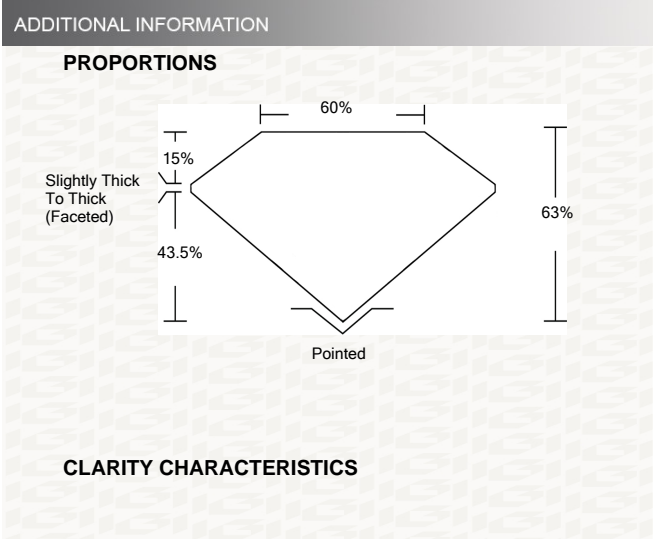 ADDITIONAL INFORMATION
PROPORTIONS
60%
15%
Slightly Thick
To Thick
(Faceted)
63%
43.5%
Pointed
CLARITY CHARACTERISTICS